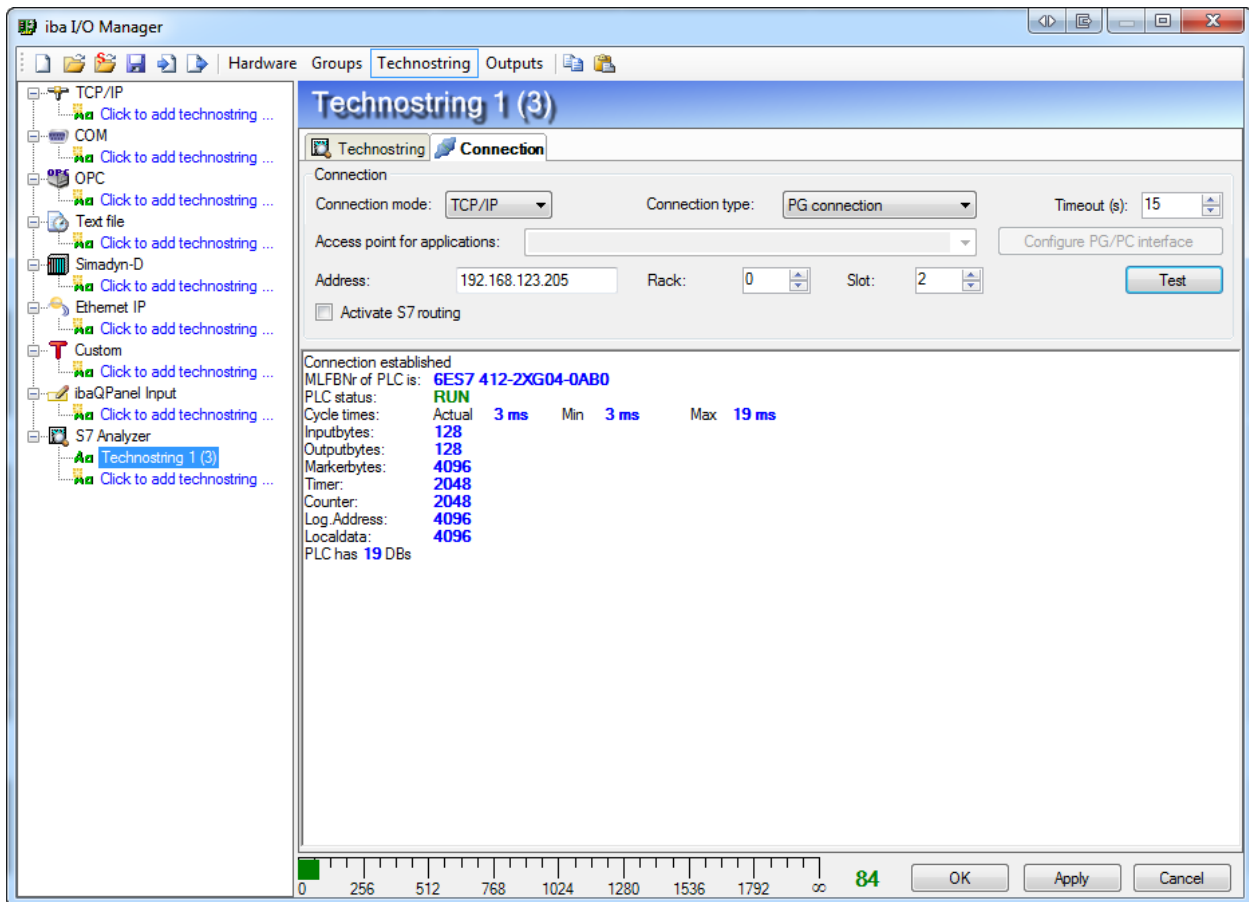 iba I/O Manager
Hardware Groups Technostring Outputs
TCP/IP
Click to add technostring ...
COM
Click to add technostring ...
OPC
Click to add technostring ...
Text file
Click to add technostring ...
Simadyn-D
Click to add technostring ...
Ethernet IP
Click to add technostring ...
Custom
Click to add technostring ...
ibaQPanel Input
Click to add technostring ...
S7 Analyzer
Technostring 1 (3)
Click to add technostring ...
Technostring 1 (3)
Technostring Connection
Connection
Connection mode: TCP/IP Connection type: PG connection Timeout (s): 15
Access point for applications: Configure PG/PC interface
Address: 192.168.123.205 Rack: 0 Slot: 2 Test
Activate S7 routing
Connection established
MLFBNr of PLC is: 6ES7 412-2XG04-0AB0
PLC status: RUN
Cycle times: Actual 3 ms Min 3 ms Max 19 ms
Inputbytes: 128
Outputbytes: 128
Markerbytes: 4096
Timer: 2048
Counter: 2048
Log.Address: 4096
Localdata: 4096
PLC has 19 DBs
0 256 512 768 1024 1280 1536 1792 ∞ 84 OK Apply Cancel